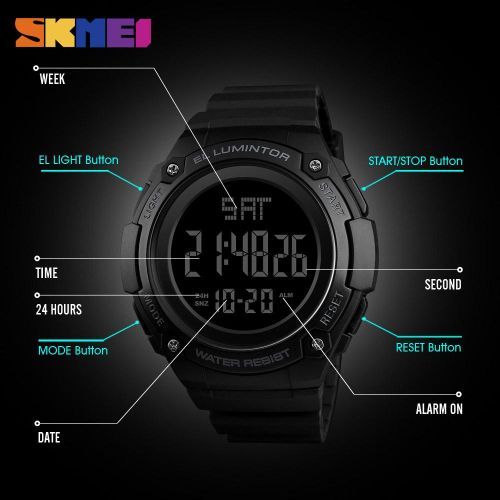 SKMEI
WEEK
EL LIGHT Button
START/STOP Button
EL LUMINTOR
LIGHT
START
SAT
21:48 26
TIME
SECOND
24H
SNZ
10-20
ALM
24 HOURS
MODE
RESET
MODE Button
RESET Button
WATER RESIST
ALARM ON
DATE